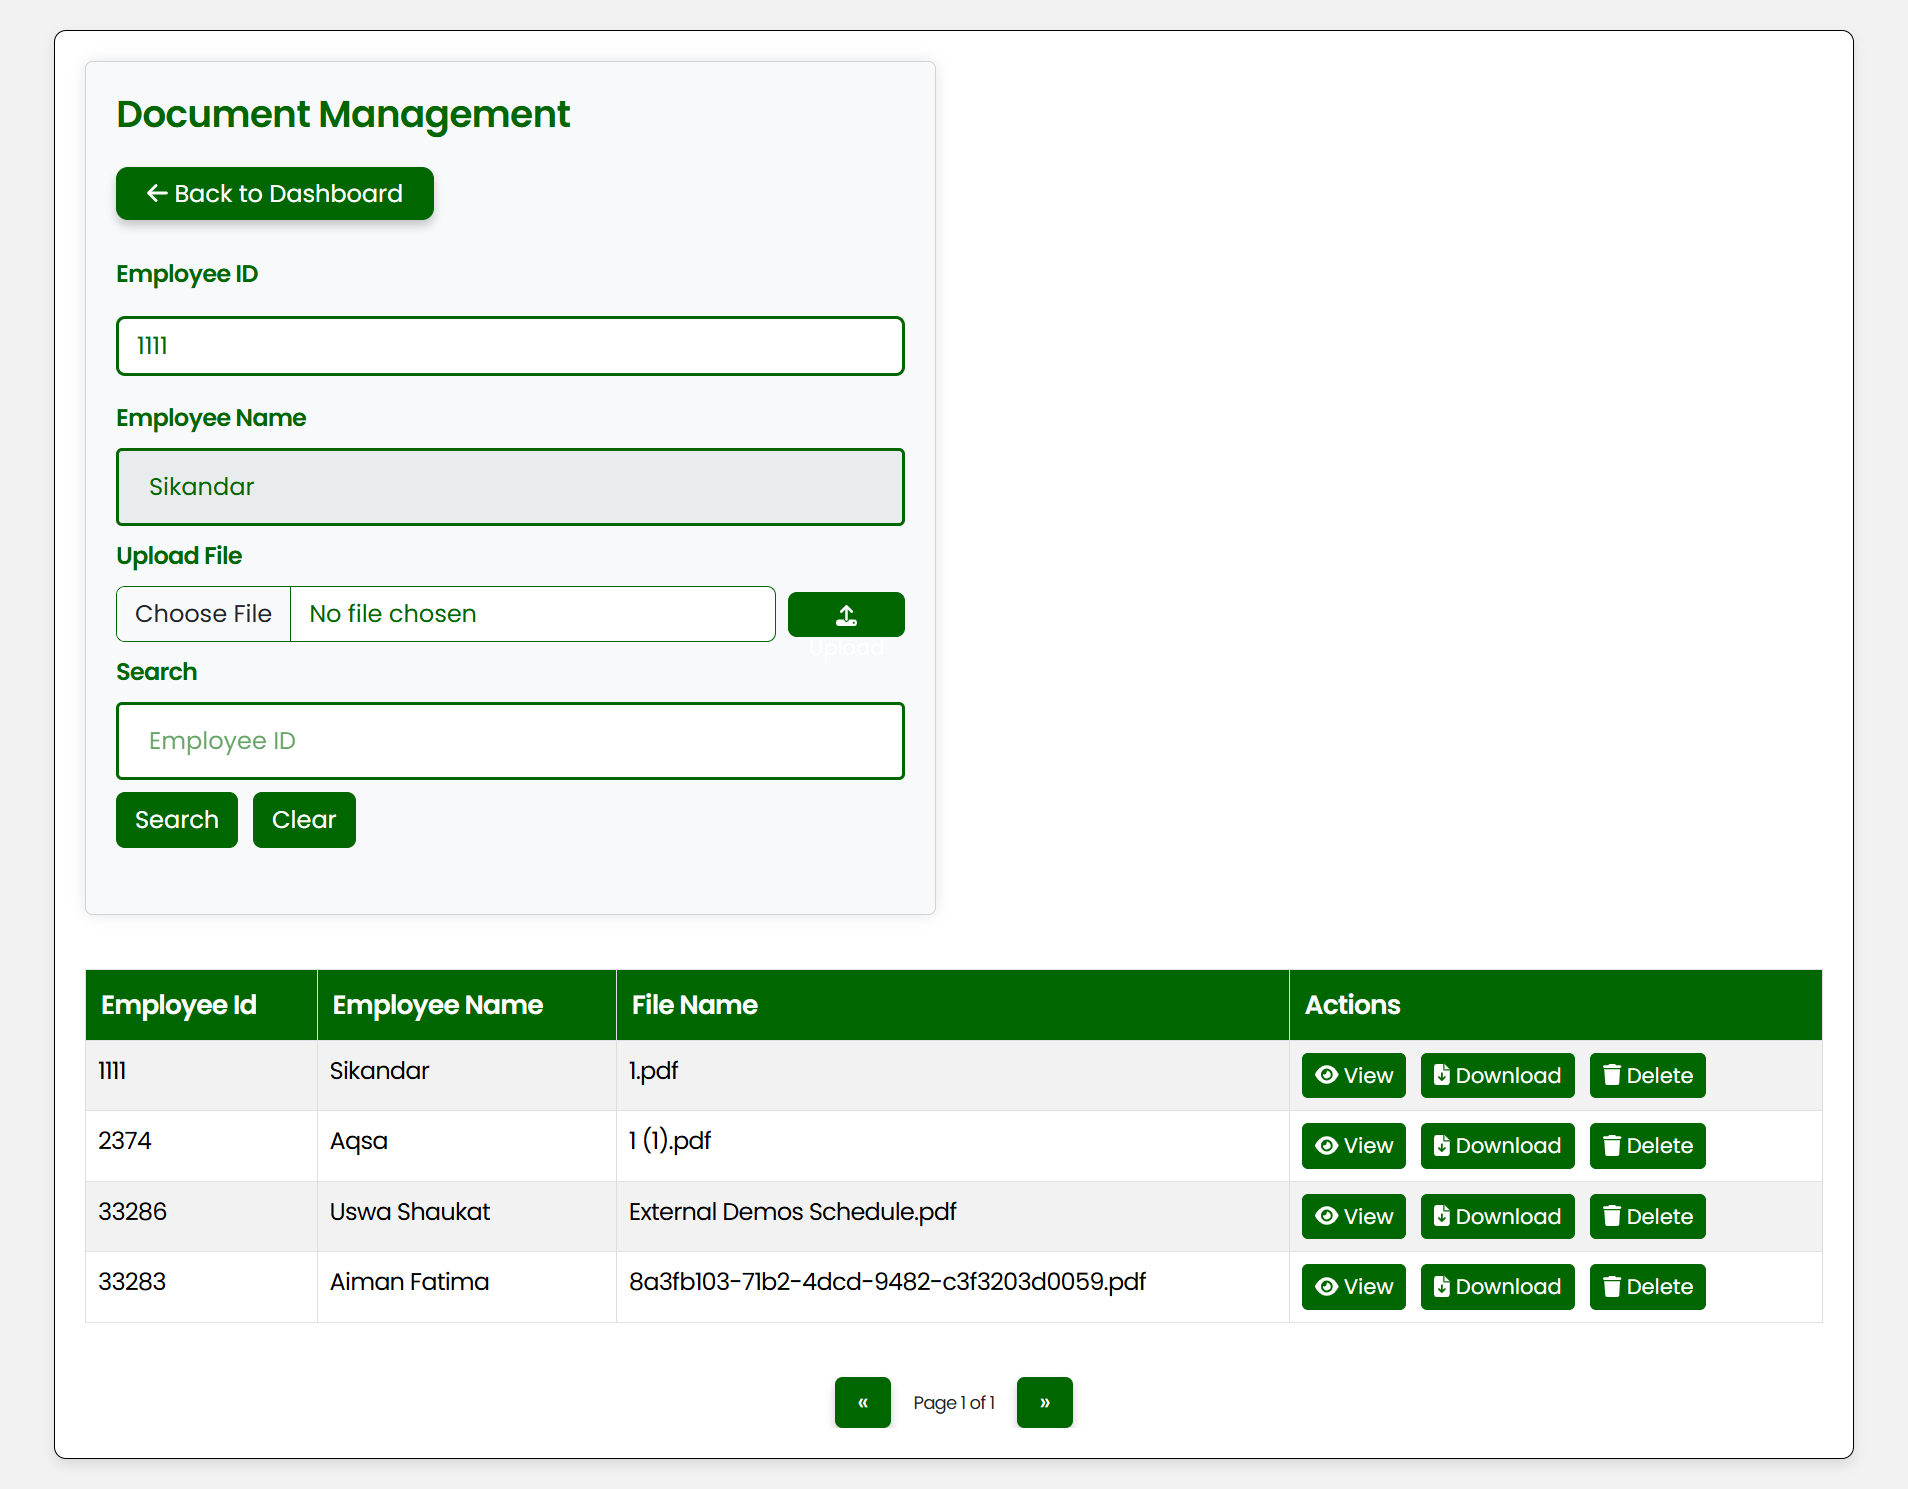 Document Management
Back to Dashboard
Employee ID
1111
Employee Name
Sikandar
Upload File
Choose File No file chosen
Upload
Search
Employee ID
Search Clear
Employee Id Employee Name File Name Actions
1111 Sikandar 1.pdf View Download Delete
2374 Aqsa 1 (1).pdf View Download Delete
33286 Uswa Shaukat External Demos Schedule.pdf View Download Delete
33283 Aiman Fatima 8a3fb103-71b2-4dcd-9482-c3f3203d0059.pdf View Download Delete
« Page 1 of 1 »